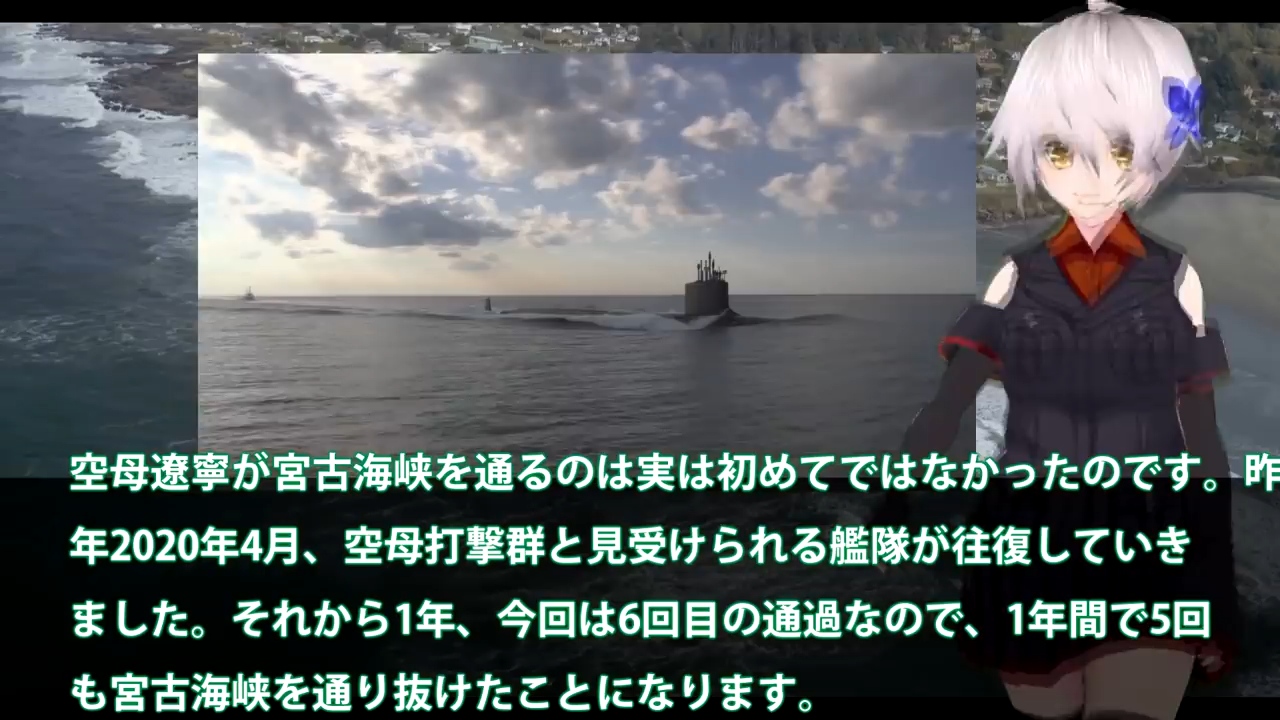 空母遼寧が宮古海峡を通るのは実は初めてではなかったのです。昨
年2020年4月、空母打撃群と見受けられる艦隊が往復していき
ました。それから1年、今回は6回目の通過なので、1年間で5回
も宮古海峡を通り抜けたことになります。